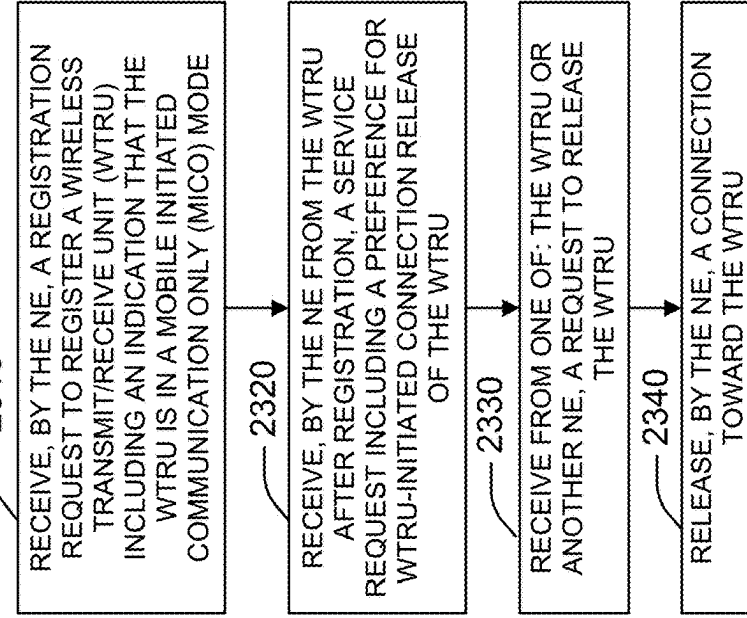 RECEIVE, BY THE NE, A REGISTRATION
REQUEST TO REGISTER A WIRELESS
TRANSMIT/RECEIVE UNIT (WTRU)
INCLUDING AN INDICATION THAT THE
WTRU IS IN A MOBILE INITIATED
COMMUNICATION ONLY (MICO) MODE
2320
RECEIVE, BY THE NE FROM THE WTRU
AFTER REGISTRATION, A SERVICE
REQUEST INCLUDING A PREFERENCE FOR
WTRU-INITIATED CONNECTION RELEASE
OF THE WTRU
2330
RECEIVE FROM ONE OF: THE WTRU OR
ANOTHER NE, A REQUEST TO RELEASE
THE WTRU
2340
RELEASE, BY THE NE, A CONNECTION
TOWARD THE WTRU